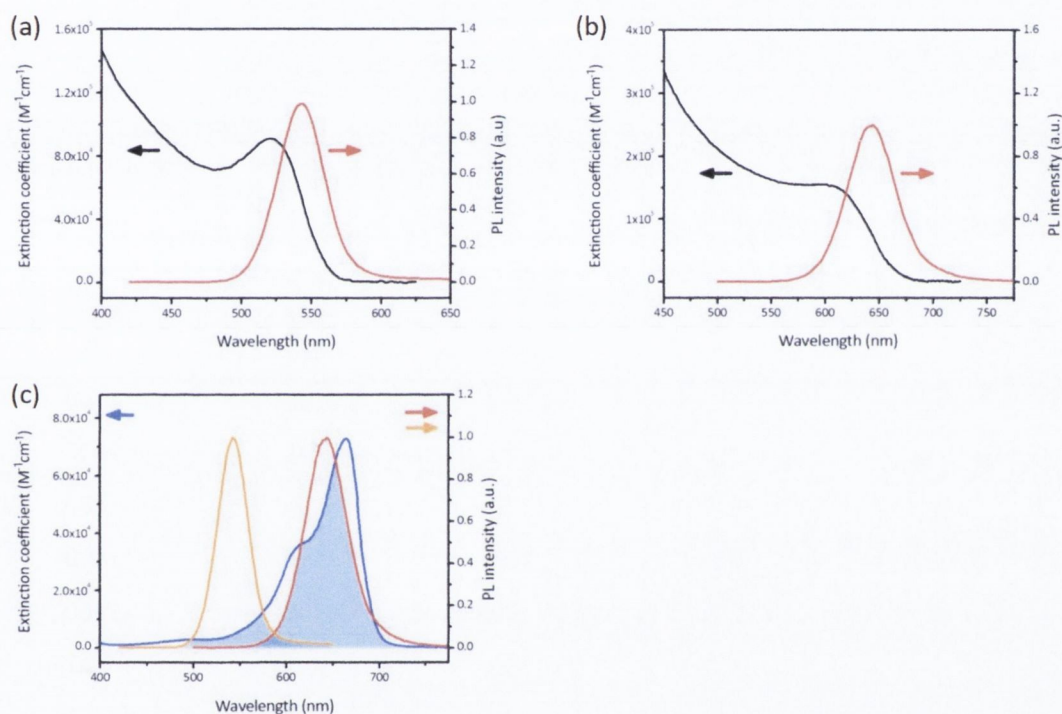 (a)
1.6x10⁵
1.2x10⁵
8.0x10⁴
4.0x10⁴
0.0
Extinction coefficient (M⁻¹cm⁻¹)
1.4
1.2
1.0
0.8
0.6
0.4
0.2
0.0
PL intensity (a.u)
400 450 500 550 600 625 650
Wavelength (nm)
(b)
4x10⁵
3x10⁵
2x10⁵
1x10⁵
0
Extinction coefficient (M⁻¹cm⁻¹)
1.6
1.2
0.8
0.4
0.0
PL intensity (a.u)
450 500 550 600 650 700 750
Wavelength (nm)
(c)
8.0x10⁴
6.0x10⁴
4.0x10⁴
2.0x10⁴
0.0
Extinction coefficient (M⁻¹cm⁻¹)
1.2
1.0
0.8
0.6
0.4
0.2
0.0
PL intensity (a.u.)
400 500 600 700
Wavelength (nm)